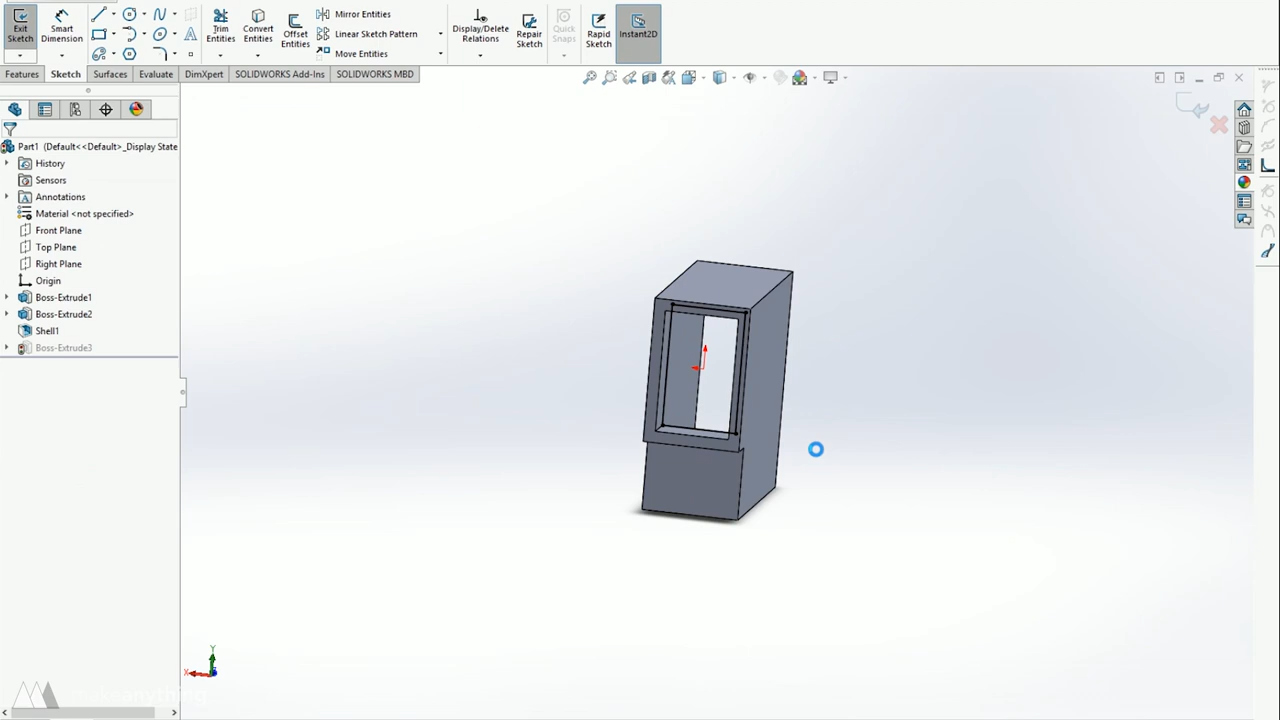 Exit Sketch
Smart Dimension
Trim Entities
Convert Entities
Offset Entities
Mirror Entities
Linear Sketch Pattern
Move Entities
Display/Delete Relations
Repair Sketch
Quick Snaps
Rapid Sketch
Instant2D
Features
Sketch
Surfaces
Evaluate
DimXpert
SOLIDWORKS Add-Ins
SOLIDWORKS MBD
Part1 (Default<<Default>_Display State
History
Sensors
Annotations
Material <not specified>
Front Plane
Top Plane
Right Plane
Origin
Boss-Extrude1
Boss-Extrude2
Shell1
Boss-Extrude3
Y
X
makeanything